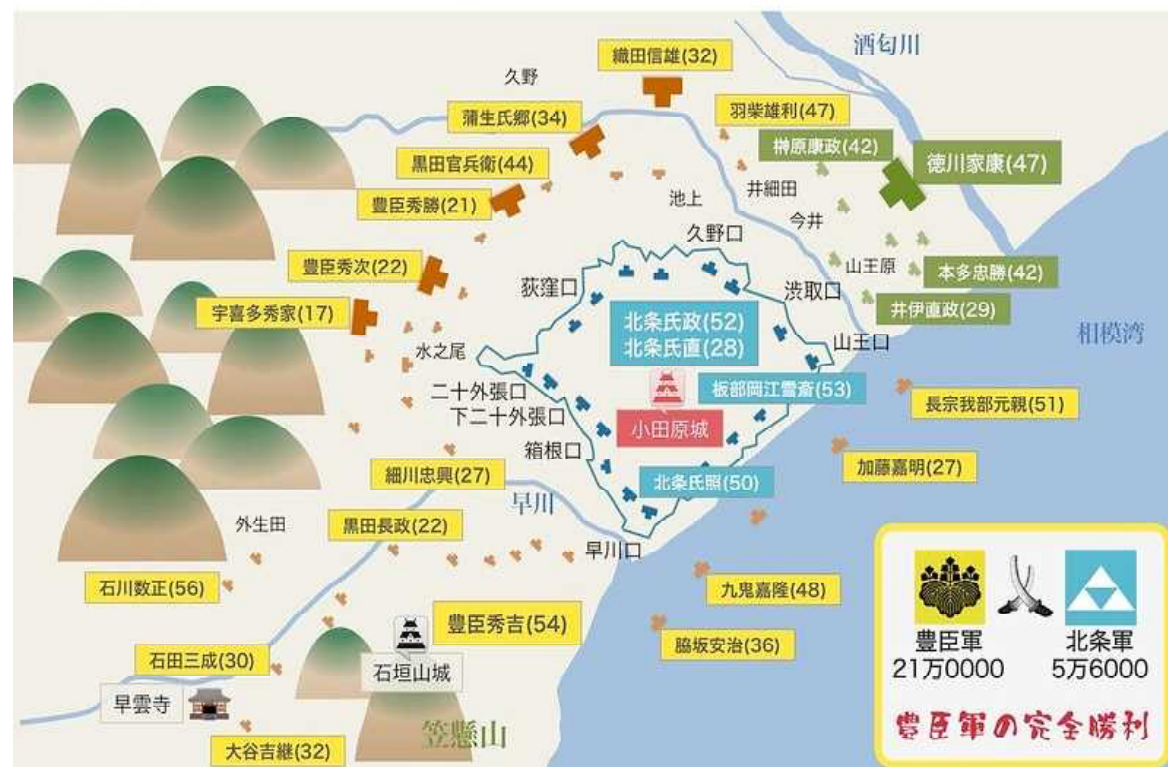 酒匂川
織田信雄(32)
久野
羽柴雄利(47)
蒲生氏郷(34)
榊原康政(42)
徳川家康(47)
黒田官兵衛(44)
井細田
豊臣秀勝(21)
池上
今井
久野口
豊臣秀次(22)
山王原
本多忠勝(42)
荻窪口
渋取口
宇喜多秀家(17)
井伊直政(29)
北条氏政(52)
北条氏直(28)
相模湾
山王口
水之尾
二十外張口
板部岡江雪斎(53)
長宗我部元親(51)
下二十外張口
小田原城
箱根口
加藤嘉明(27)
細川忠興(27)
北条氏照(50)
早川
外生田
黒田長政(22)
早川口
石川数正(56)
九鬼嘉隆(48)
豊臣秀吉(54)
脇坂安治(36)
石田三成(30)
石垣山城
早雲寺
笠懸山
大谷吉継(32)
豊臣軍
21万0000
北条軍
5万6000
豊臣軍の完全勝利